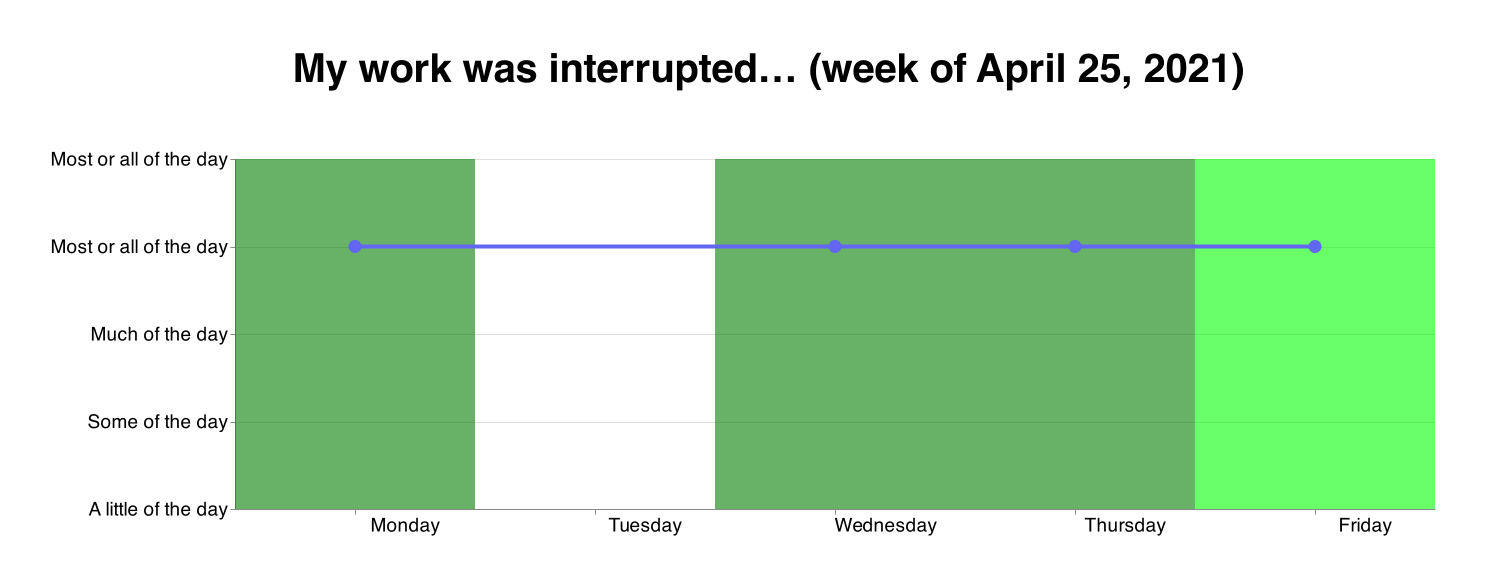 My work was interrupted… (week of April 25, 2021)
Most or all of the day
Most or all of the day
Much of the day
Some of the day
A little of the day
Monday Tuesday Wednesday Thursday Friday